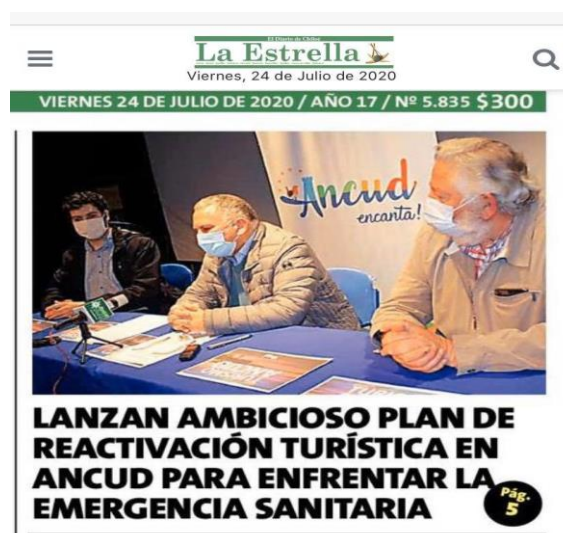 El Diario de Chiloé
La Estrella
Viernes, 24 de Julio de 2020
VIERNES 24 DE JULIO DE 2020 / AÑO 17 / Nº 5.835 $300
Ancud
encanta!
LANZAN AMBICIOSO PLAN DE
REACTIVACIÓN TURÍSTICA EN
ANCUD PARA ENFRENTAR LA
EMERGENCIA SANITARIA
Pág.
5